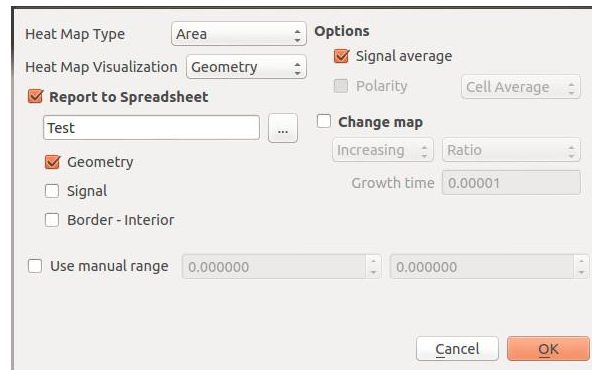 Heat Map Type Area
Options
Heat Map Visualization Geometry
Signal average
Polarity Cell Average
Report to Spreadsheet
Test ...
Change map
Increasing Ratio
Geometry
Growth time 0.00001
Signal
Border - Interior
Use manual range 0.000000 0.000000
Cancel OK